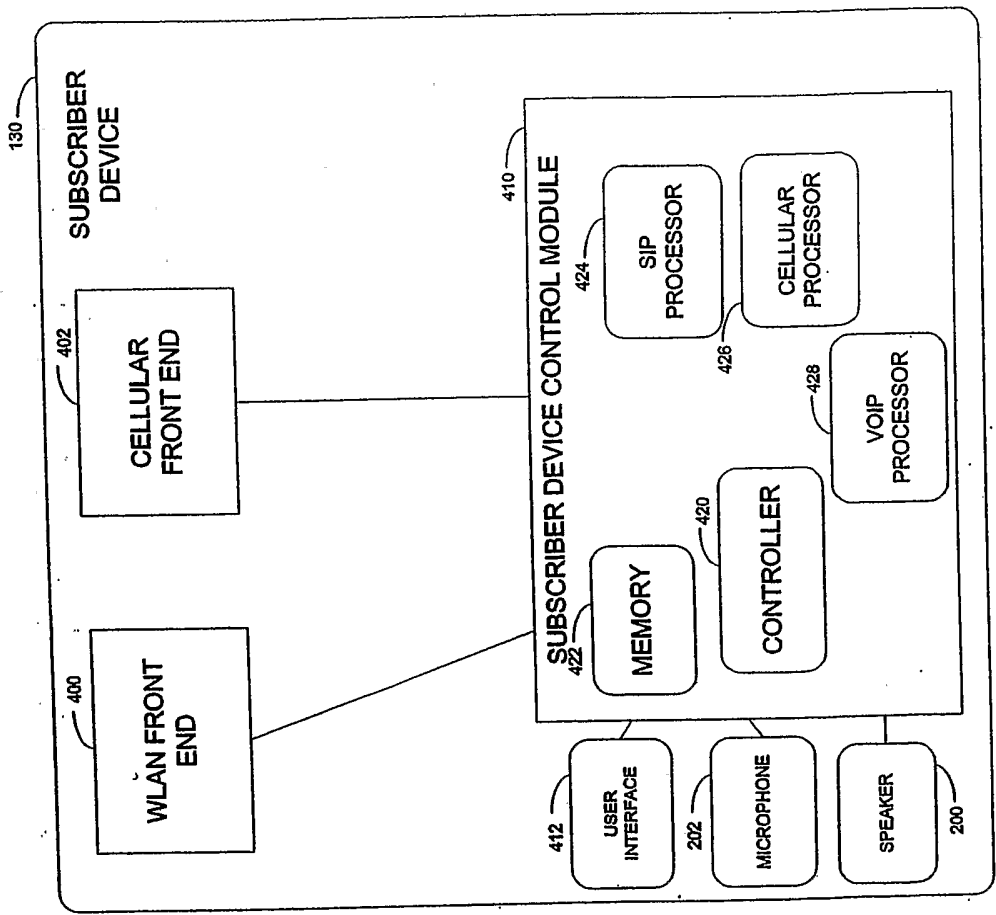 130
SUBSCRIBER
DEVICE
400
WLAN FRONT
END
402
CELLULAR
FRONT END
410
SUBSCRIBER DEVICE CONTROL MODULE
412
USER
INTERFACE
422
MEMORY
424
SIP
PROCESSOR
202
MICROPHONE
420
CONTROLLER
426
CELLULAR
PROCESSOR
SPEAKER
200
428
VOIP
PROCESSOR